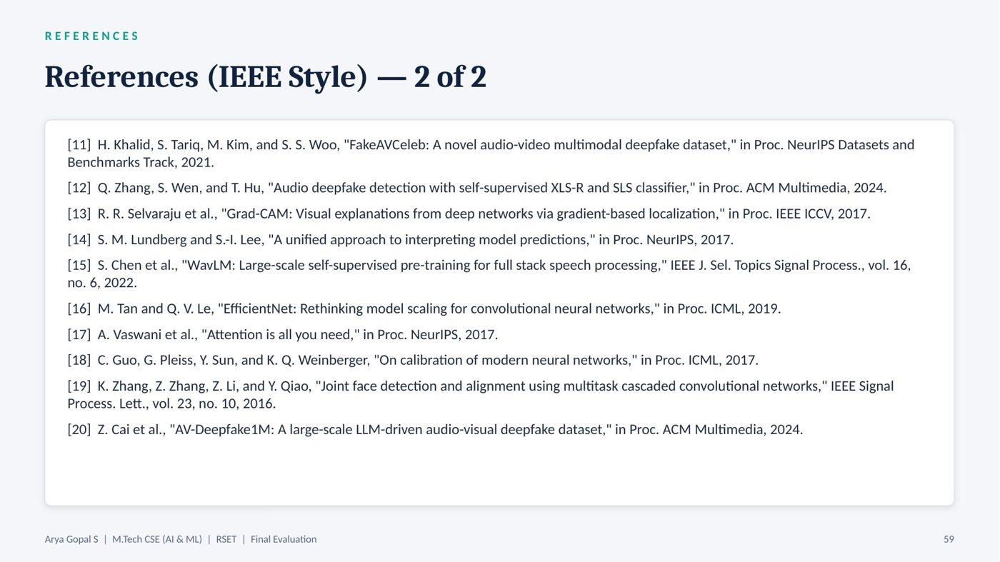 REFERENCES
References (IEEE Style) — 2 of 2
[11] H. Khalid, S. Tariq, M. Kim, and S. S. Woo, "FakeAVCeleb: A novel audio-video multimodal deepfake dataset," in Proc. NeurIPS Datasets and
Benchmarks Track, 2021.
[12] Q. Zhang, S. Wen, and T. Hu, "Audio deepfake detection with self-supervised XLS-R and SLS classifier," in Proc. ACM Multimedia, 2024.
[13] R. R. Selvaraju et al., "Grad-CAM: Visual explanations from deep networks via gradient-based localization," in Proc. IEEE ICCV, 2017.
[14] S. M. Lundberg and S.-I. Lee, "A unified approach to interpreting model predictions," in Proc. NeurIPS, 2017.
[15] S. Chen et al., "WavLM: Large-scale self-supervised pre-training for full stack speech processing," IEEE J. Sel. Topics Signal Process., vol. 16,
no. 6, 2022.
[16] M. Tan and Q. V. Le, "EfficientNet: Rethinking model scaling for convolutional neural networks," in Proc. ICML, 2019.
[17] A. Vaswani et al., "Attention is all you need," in Proc. NeurIPS, 2017.
[18] C. Guo, G. Pleiss, Y. Sun, and K. Q. Weinberger, "On calibration of modern neural networks," in Proc. ICML, 2017.
[19] K. Zhang, Z. Zhang, Z. Li, and Y. Qiao, "Joint face detection and alignment using multitask cascaded convolutional networks," IEEE Signal
Process. Lett., vol. 23, no. 10, 2016.
[20] Z. Cai et al., "AV-Deepfake1M: A large-scale LLM-driven audio-visual deepfake dataset," in Proc. ACM Multimedia, 2024.
Arya Gopal S | M.Tech CSE (AI & ML) | RSET | Final Evaluation
59